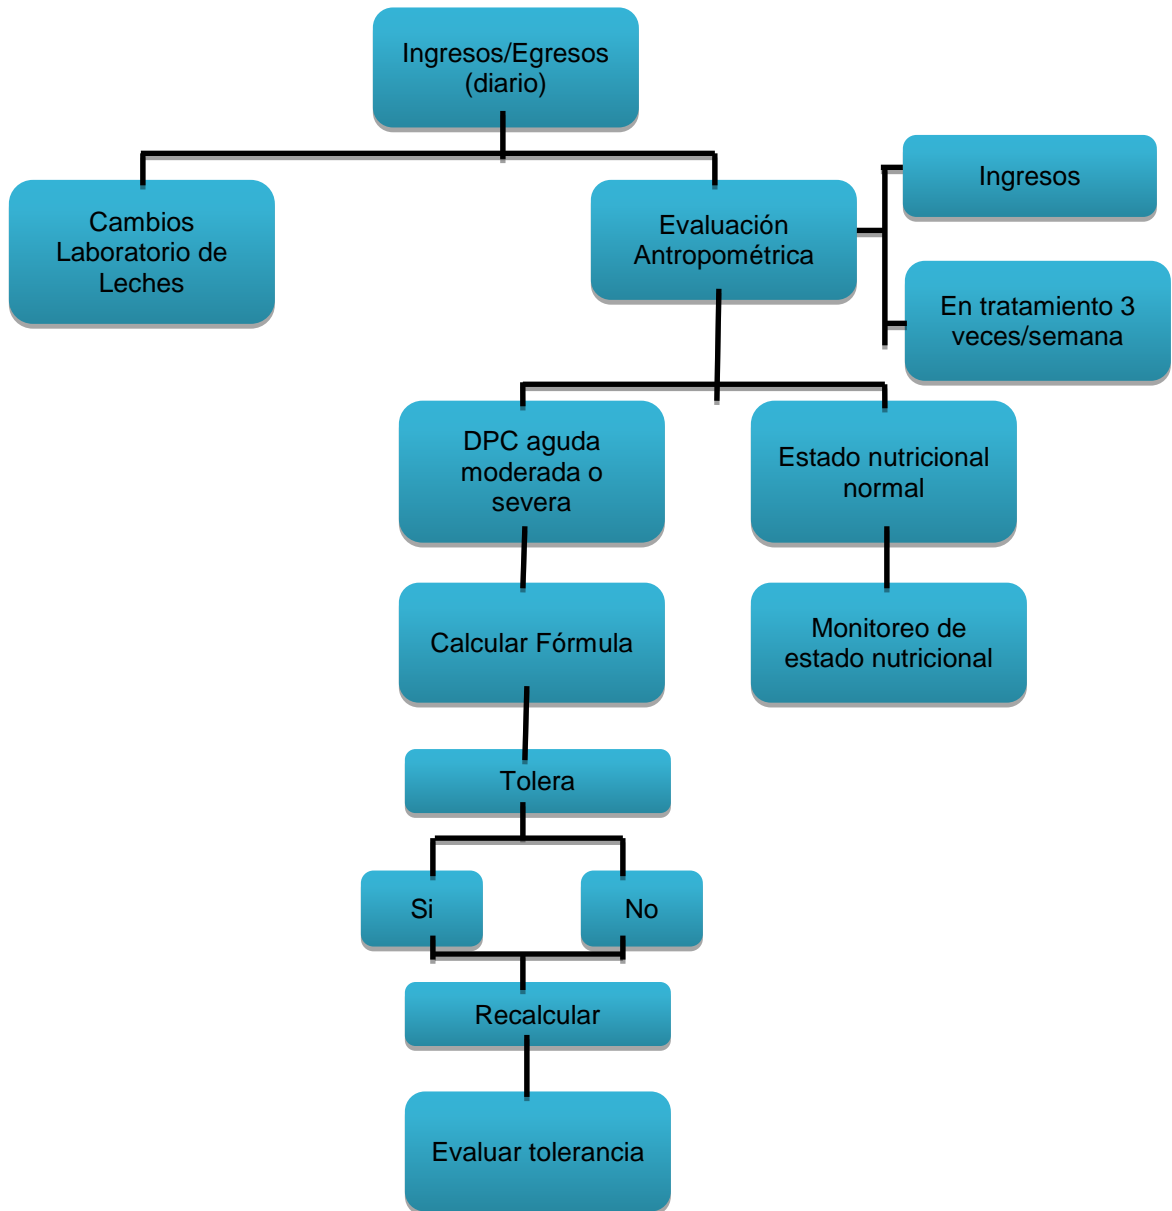 Ingresos/Egresos
(diario)
Cambios
Laboratorio de
Leches
Evaluación
Antropométrica
Ingresos
En tratamiento 3
veces/semana
DPC aguda
moderada o
severa
Estado nutricional
normal
Calcular Fórmula
Monitoreo de
estado nutricional
Tolera
Si
No
Recalcular
Evaluar tolerancia